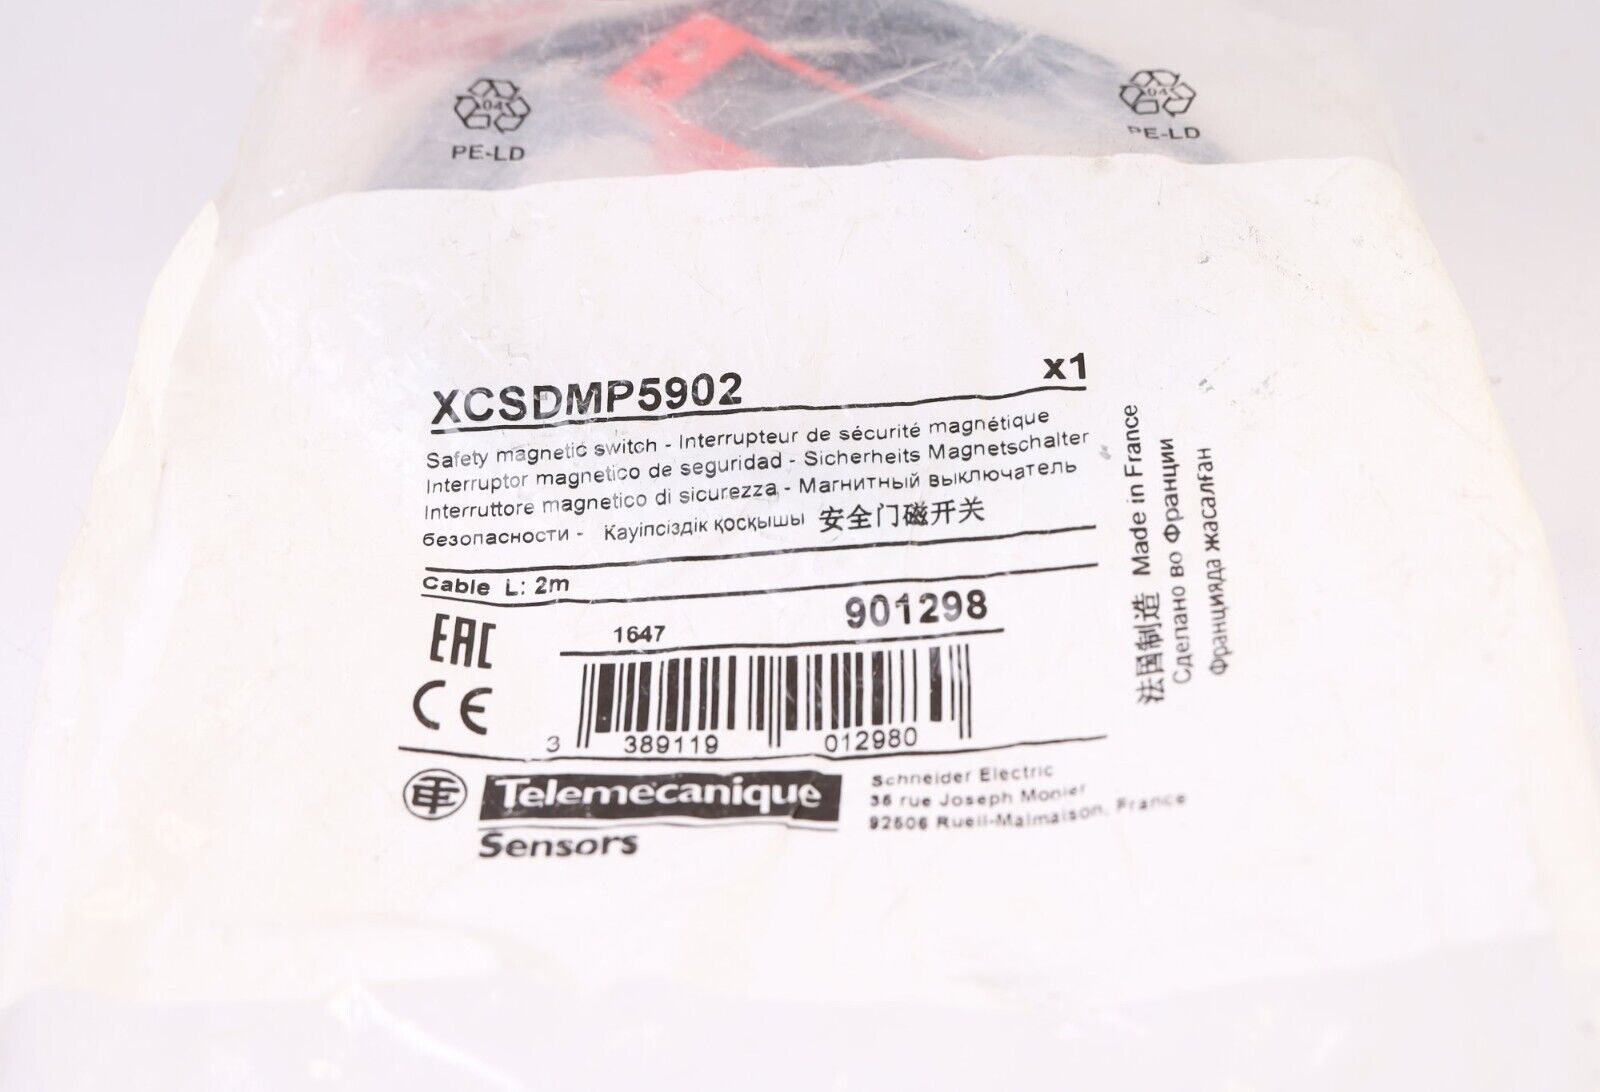 04
PE-LD
04
PE-LD
XCSDMP5902
x1
Safety magnetic switch - Interrupteur de sécurité magnétique
Interruptor magnetico de seguridad - Sicherheits Magnetschalter
Interruttore magnetico di sicurezza - Магнитный выключатель
безопасности - Кауіпсіздік қосқышы 安全门磁开关
Cable L: 2m
EAC
1647
901298
CE
3 389119 012980
TE Telemecanique
Sensors
Schneider Electric
35 rue Joseph Monier
92506 Rueil-Malmaison, France
法国制造 Made in France
Сделано во Франции
Францияда жасалған